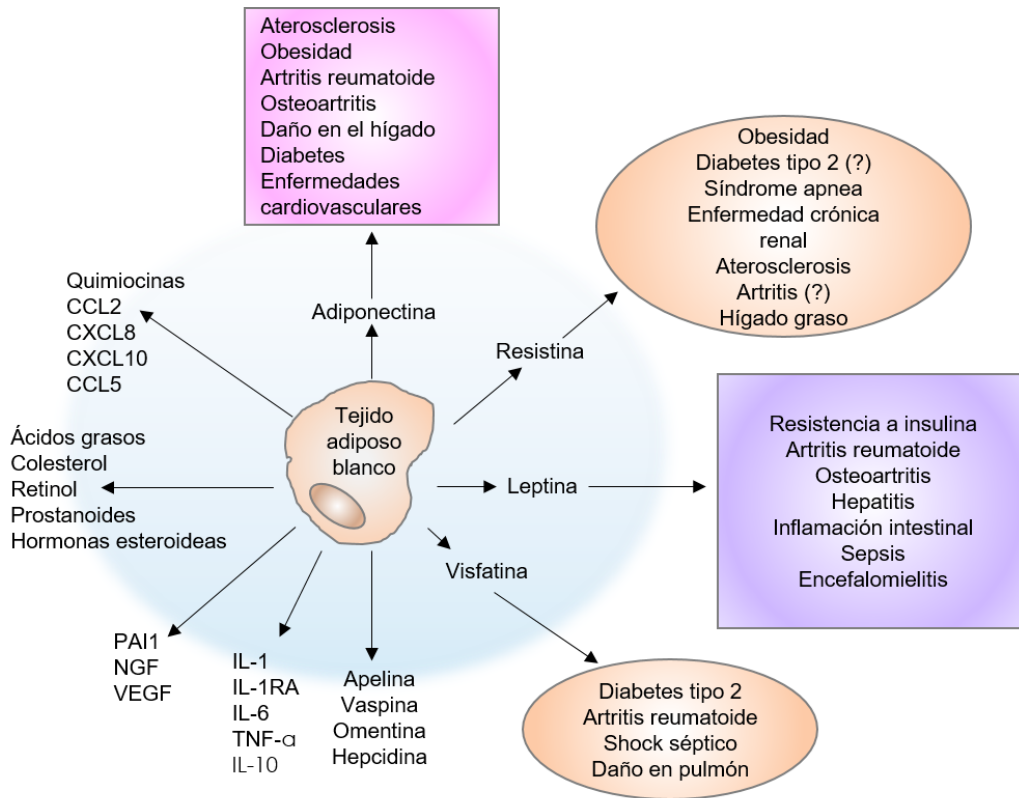 Aterosclerosis
Obesidad
Artritis reumatoide
Osteoartritis
Daño en el hígado
Diabetes
Enfermedades
cardiovasculares
Obesidad
Diabetes tipo 2 (?)
Síndrome apnea
Enfermedad crónica
renal
Aterosclerosis
Artritis (?)
Hígado graso
Quimiocinas
CCL2
CXCL8
CXCL10
CCL5
Adiponectina
Resistina
Tejido
adiposo
blanco
Ácidos grasos
Colesterol
Retinol
Prostanoides
Hormonas esteroideas
Leptina
Resistencia a insulina
Artritis reumatoide
Osteoartritis
Hepatitis
Inflamación intestinal
Sepsis
Encefalomielitis
Visfatina
PAI1
NGF
VEGF
IL-1
IL-1RA
IL-6
TNF-α
IL-10
Apelina
Vaspina
Omentina
Hepcidina
Diabetes tipo 2
Artritis reumatoide
Shock séptico
Daño en pulmón